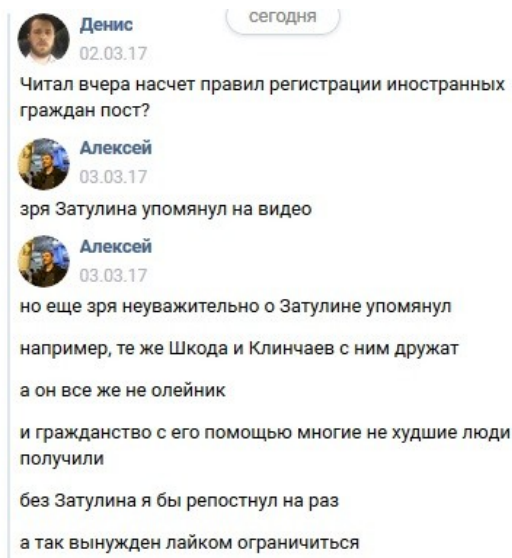 сегодня
Денис
02.03.17
Читал вчера насчет правил регистрации иностранных
граждан пост?
Алексей
03.03.17
зря Затулина упомянул на видео
Алексей
03.03.17
но еще зря неуважительно о Затулине упомянул
например, те же Шкода и Клинчаев с ним дружат
а он все же не олейник
и гражданство с его помощью многие не худшие люди
получили
без Затулина я бы репостнул на раз
а так вынужден лайком ограничиться